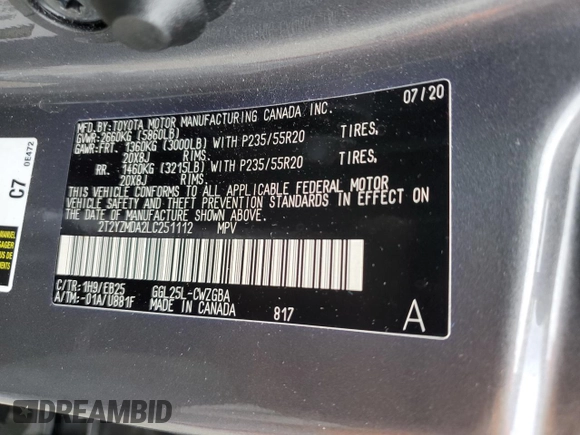 07/20
MFD.BY:TOYOTA MOTOR MANUFACTURING CANADA INC.
GVWR:2660KG (5860LB)
GAWR:FRT. 1360KG (3000LB) WITH P235/55R20 TIRES,
20X8J RIMS.
RR. 1460KG (3215LB) WITH P235/55R20 TIRES,
20X8J RIMS.
THIS VEHICLE CONFORMS TO ALL APPLICABLE FEDERAL MOTOR
VEHICLE SAFETY AND THEFT PREVENTION STANDARDS IN EFFECT ON
THE DATE OF MANUFACTURE SHOWN ABOVE.
2T2YZMDA2LC251112 MPV
C/TR:1H9/EB25 GGL25L-CWZGBA
A/TM:-01A/U881F MADE IN CANADA 817
A
C7
0E472
DREAMBID